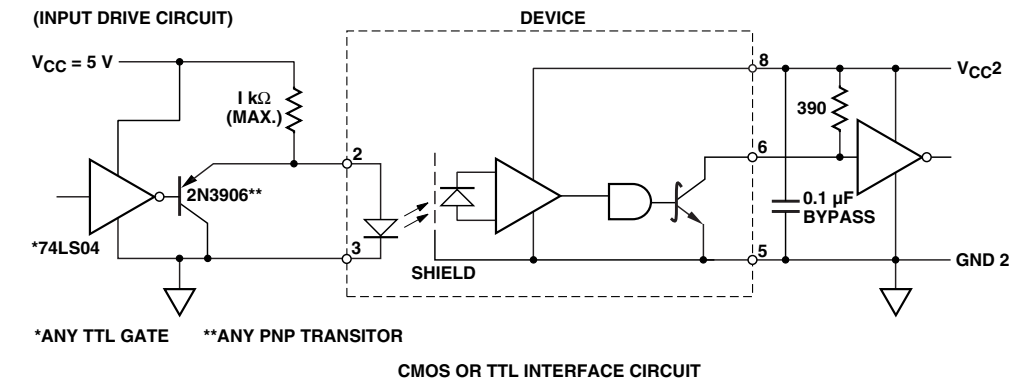 (INPUT DRIVE CIRCUIT)
DEVICE
VCC = 5 V
I kΩ
(MAX.)
8
VCC2
390
2
6
2N3906**
0.1 µF
BYPASS
*74LS04
3
SHIELD
5
GND 2
*ANY TTL GATE **ANY PNP TRANSITOR
CMOS OR TTL INTERFACE CIRCUIT